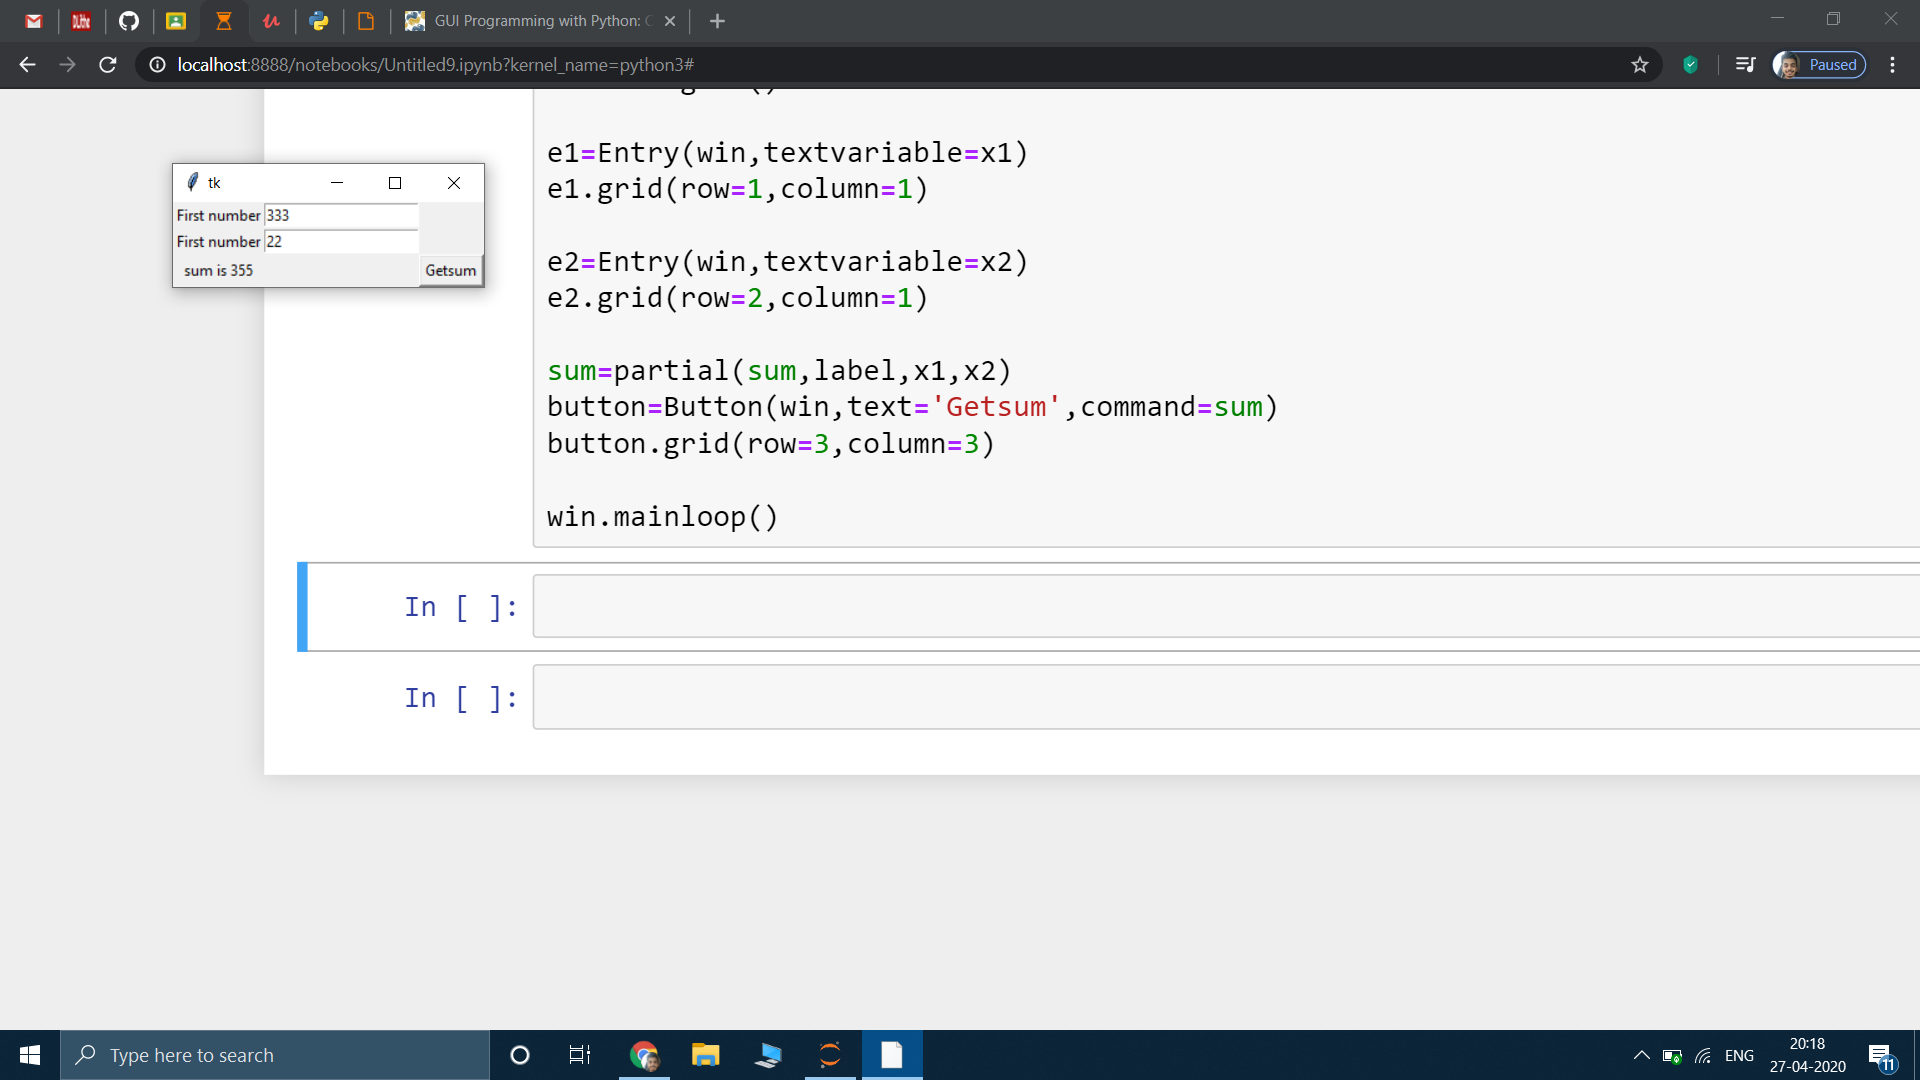 GUI Programming with Python:
localhost:8888/notebooks/Untitled9.ipynb?kernel_name=python3#
Paused
e1=Entry(win,textvariable=x1)
e1.grid(row=1,column=1)
e2=Entry(win,textvariable=x2)
e2.grid(row=2,column=1)
sum=partial(sum,label,x1,x2)
button=Button(win,text='Getsum',command=sum)
button.grid(row=3,column=3)
win.mainloop()
tk
First number 333
First number 22
sum is 355
Getsum
In [ ]:
In [ ]:
Type here to search
ENG
20:18
27-04-2020
11